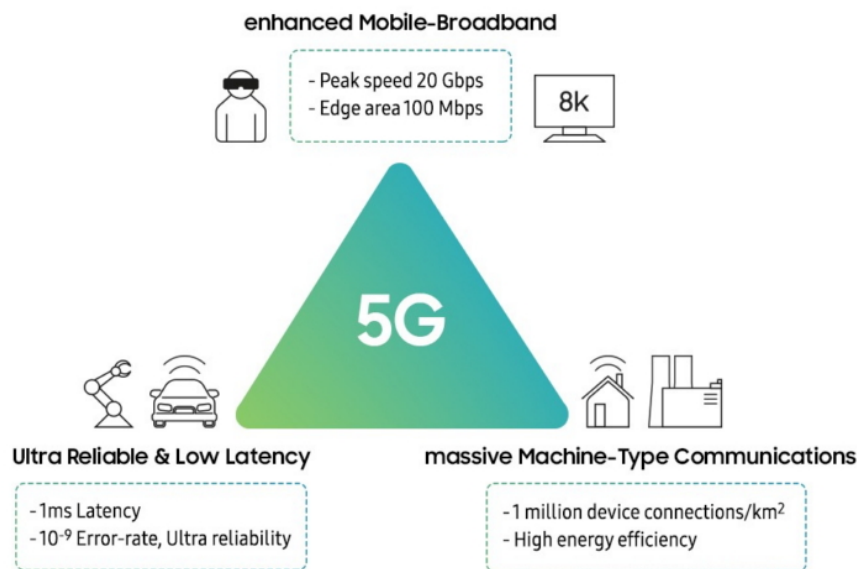 enhanced Mobile-Broadband
- Peak speed 20 Gbps
- Edge area 100 Mbps
8k
5G
Ultra Reliable & Low Latency
- 1ms Latency
- 10⁻⁹ Error-rate, Ultra reliability
massive Machine-Type Communications
- 1 million device connections/km²
- High energy efficiency